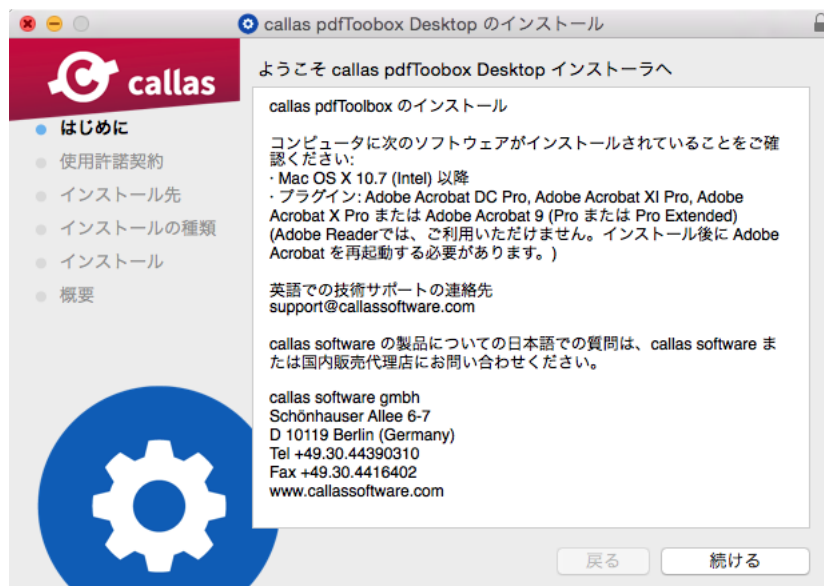 callas pdfToobox Desktop のインストール
callas
ようこそ callas pdfToobox Desktop インストーラへ
はじめに
使用許諾契約
インストール先
インストールの種類
インストール
概要
callas pdfToolbox のインストール
コンピュータに次のソフトウェアがインストールされていることをご確
認ください:
· Mac OS X 10.7 (Intel) 以降
· プラグイン: Adobe Acrobat DC Pro, Adobe Acrobat XI Pro, Adobe
Acrobat X Pro または Adobe Acrobat 9 (Pro または Pro Extended)
(Adobe Readerでは、ご利用いただけません。インストール後に Adobe
Acrobat を再起動する必要があります。)
英語での技術サポートの連絡先
support@callassoftware.com
callas software の製品についての日本語での質問は、callas software ま
たは国内販売代理店にお問い合わせください。
callas software gmbh
Schönhauser Allee 6-7
D 10119 Berlin (Germany)
Tel +49.30.44390310
Fax +49.30.4416402
www.callassoftware.com
戻る
続ける